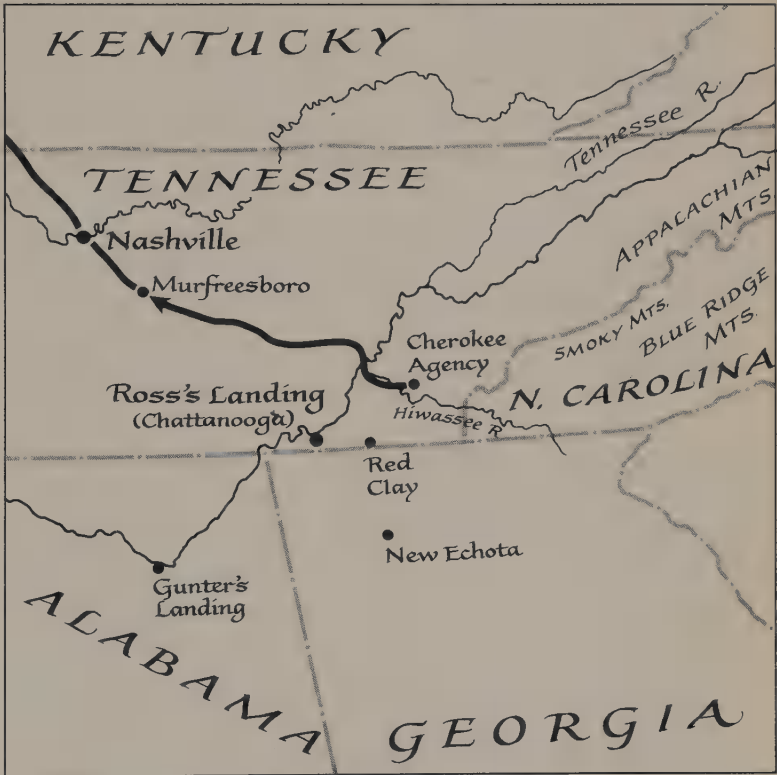 KENTUCKY
Tennessee R.
TENNESSEE
APPALACHIAN
MTS.
Nashville
Murfreesboro
SMOKY MTS.
BLUE RIDGE
MTS.
Cherokee
Agency
Ross's Landing
(Chattanooga)
N. CAROLINA
Hiwassee R
Red
Clay
New Echota
Gunter's
Landing
ALABAMA
GEORGIA